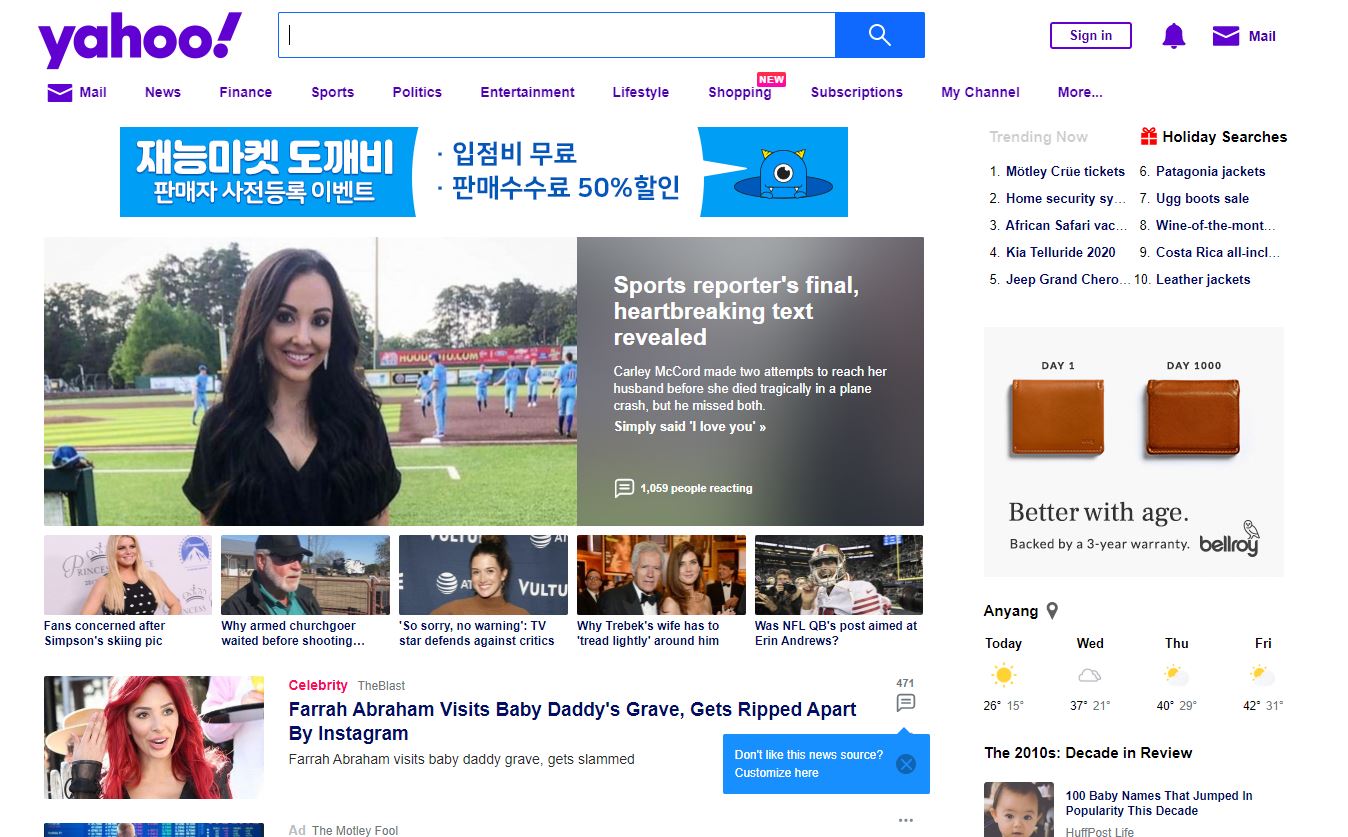 yahoo!
Sign in
Mail
Mail
News
Finance
Sports
Politics
Entertainment
Lifestyle
Shopping
NEW
Subscriptions
My Channel
More...
재능마켓 도깨비
판매자 사전등록 이벤트
· 입점비 무료
· 판매수수료 50%할인
Trending Now
Holiday Searches
1. Mötley Crüe tickets
2. Home security sy...
3. African Safari vac...
4. Kia Telluride 2020
5. Jeep Grand Chero...
6. Patagonia jackets
7. Ugg boots sale
8. Wine-of-the-mont...
9. Costa Rica all-incl...
10. Leather jackets
Sports reporter's final,
heartbreaking text
revealed
Carley McCord made two attempts to reach her
husband before she died tragically in a plane
crash, but he missed both.
Simply said 'I love you' »
1,059 people reacting
DAY 1
DAY 1000
Better with age.
Backed by a 3-year warranty.
bellroy
Fans concerned after
Simpson's skiing pic
Why armed churchgoer
waited before shooting...
'So sorry, no warning': TV
star defends against critics
Why Trebek's wife has to
'tread lightly' around him
Was NFL QB's post aimed at
Erin Andrews?
Anyang
Today
Wed
Thu
Fri
26° 15°
37° 21°
40° 29°
42° 31°
Celebrity TheBlast
Farrah Abraham Visits Baby Daddy's Grave, Gets Ripped Apart
By Instagram
Farrah Abraham visits baby daddy grave, gets slammed
471
Don't like this news source?
Customize here
The 2010s: Decade in Review
100 Baby Names That Jumped In
Popularity This Decade
HuffPost Life
Ad The Motley Fool